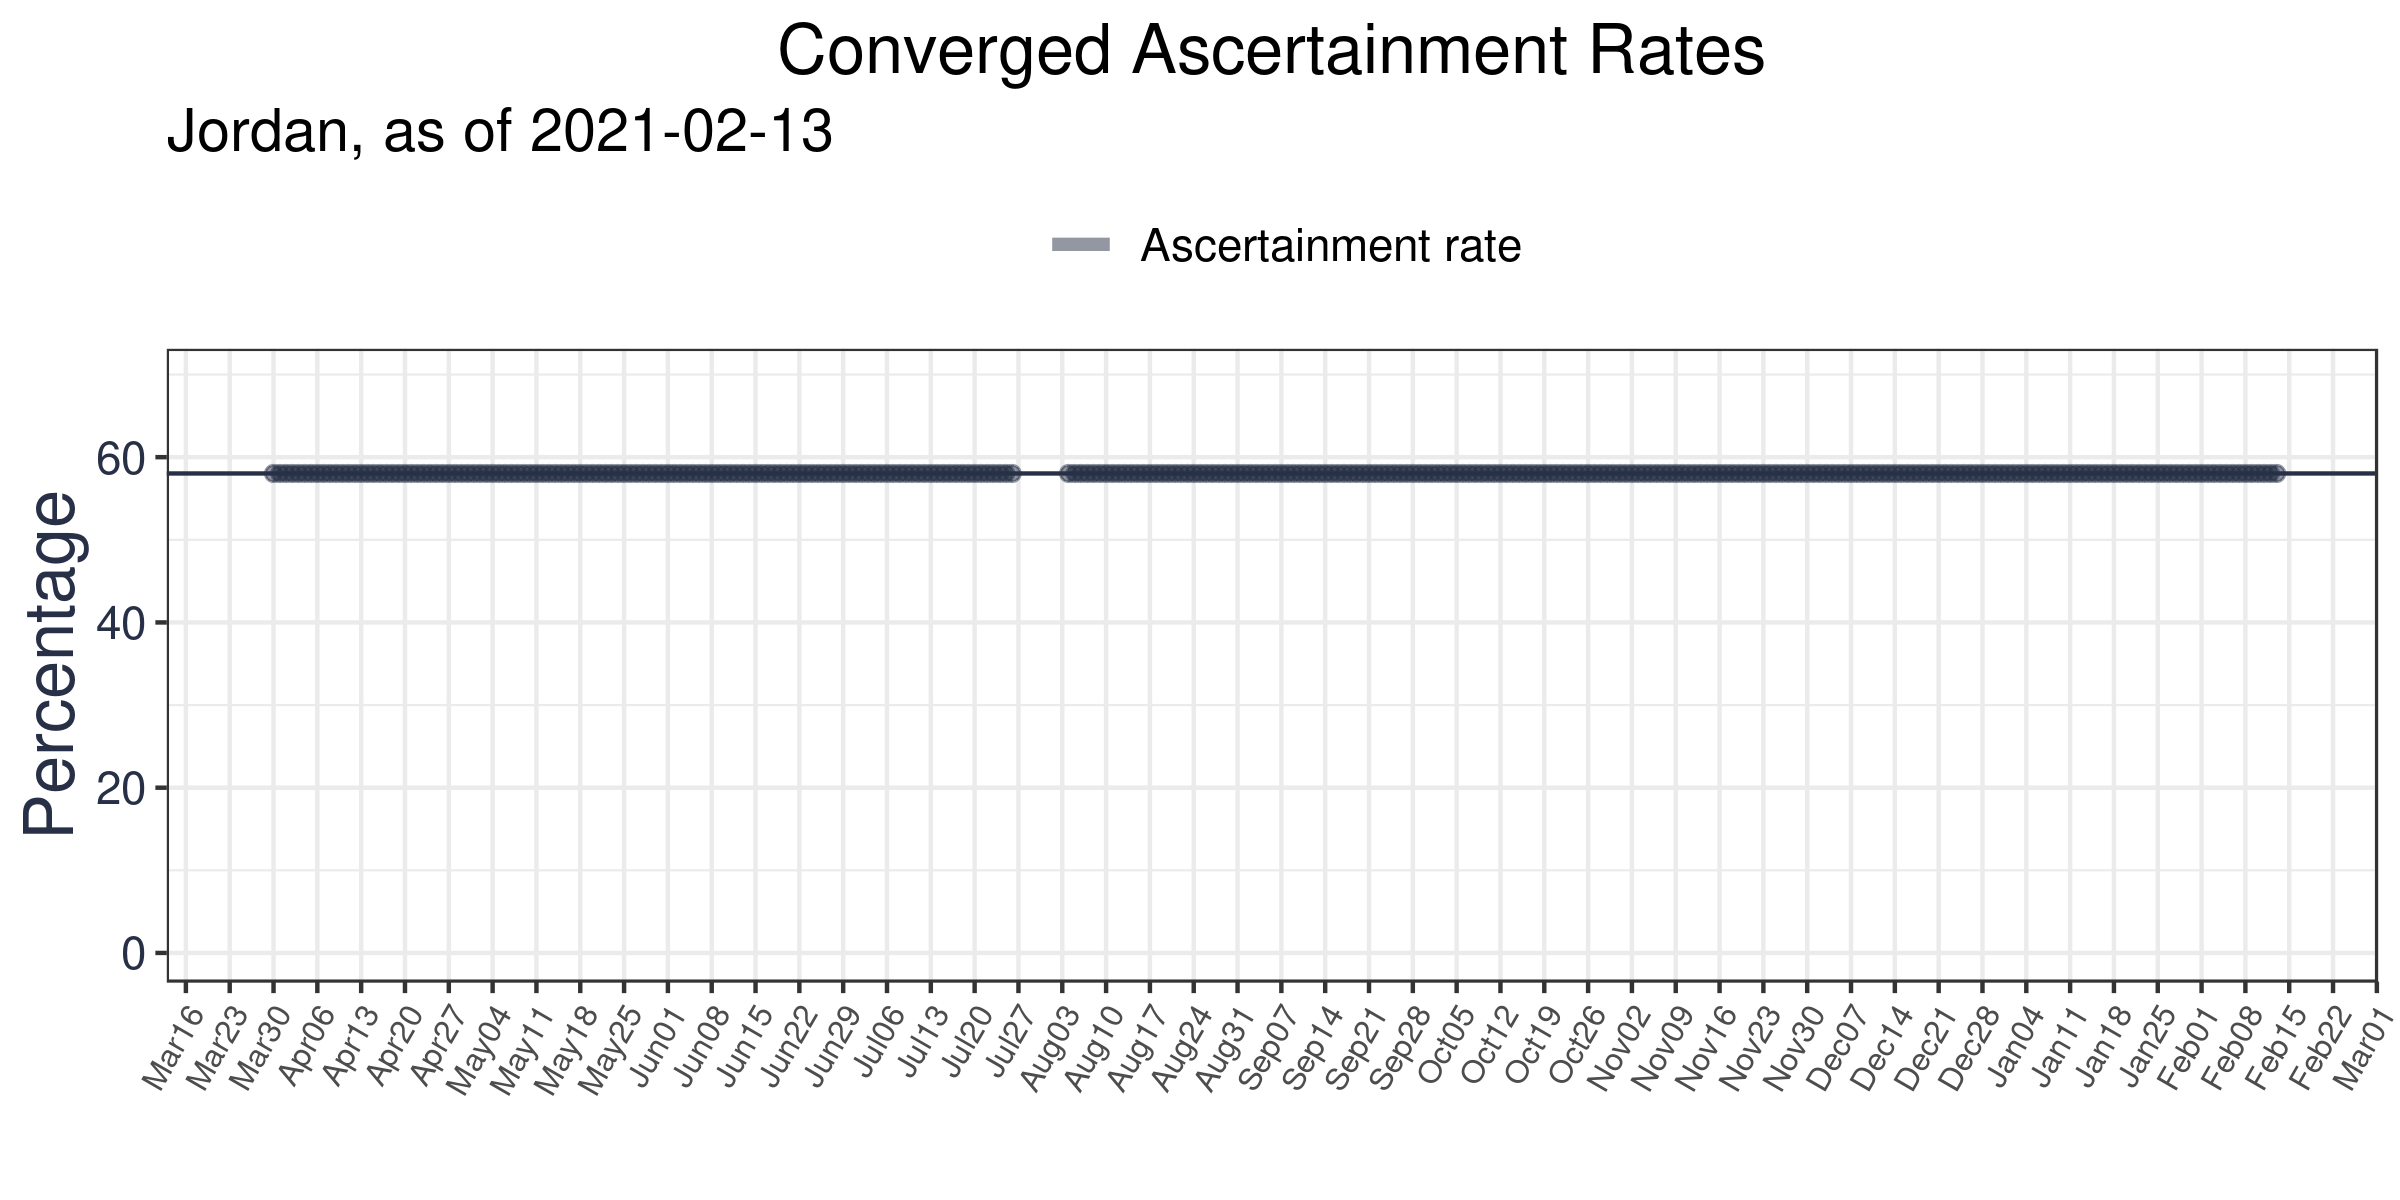 Converged Ascertainment Rates
Jordan, as of 2021-02-13
Ascertainment rate
Percentage
60
40
20
0
Mar16 Mar23 Mar30 Apr06 Apr13 Apr20 Apr27 May04 May11 May18 May25 Jun01 Jun08 Jun15 Jun22 Jun29 Jul06 Jul13 Jul20 Jul27 Aug03 Aug10 Aug17 Aug24 Aug31 Sep07 Sep14 Sep21 Sep28 Oct05 Oct12 Oct19 Oct26 Nov02 Nov09 Nov16 Nov23 Nov30 Dec07 Dec14 Dec21 Dec28 Jan04 Jan11 Jan18 Jan25 Feb01 Feb08 Feb15 Feb22 Mar01